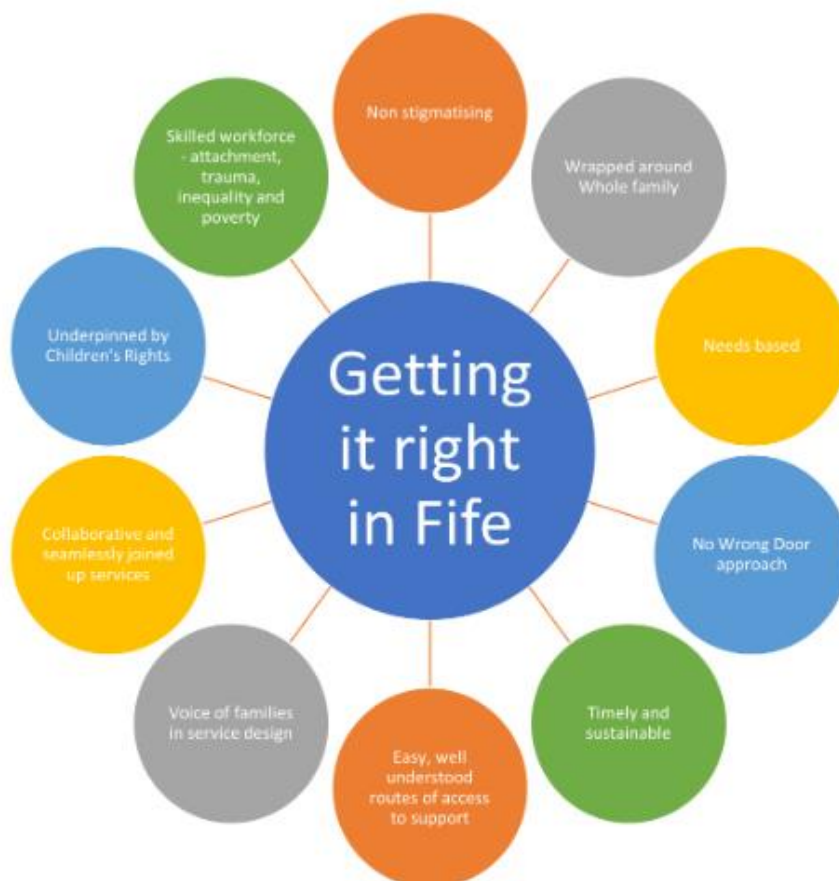 Non stigmatising
Wrapped around
Whole family
Needs based
No Wrong Door
approach
Timely and
sustainable
Easy, well
understood
routes of access
to support
Voice of families
in service design
Collaborative and
seamlessly joined
up services
Underpinned by
Children's Rights
Skilled workforce
- attachment,
trauma,
inequality and
poverty
Getting
it right
in Fife